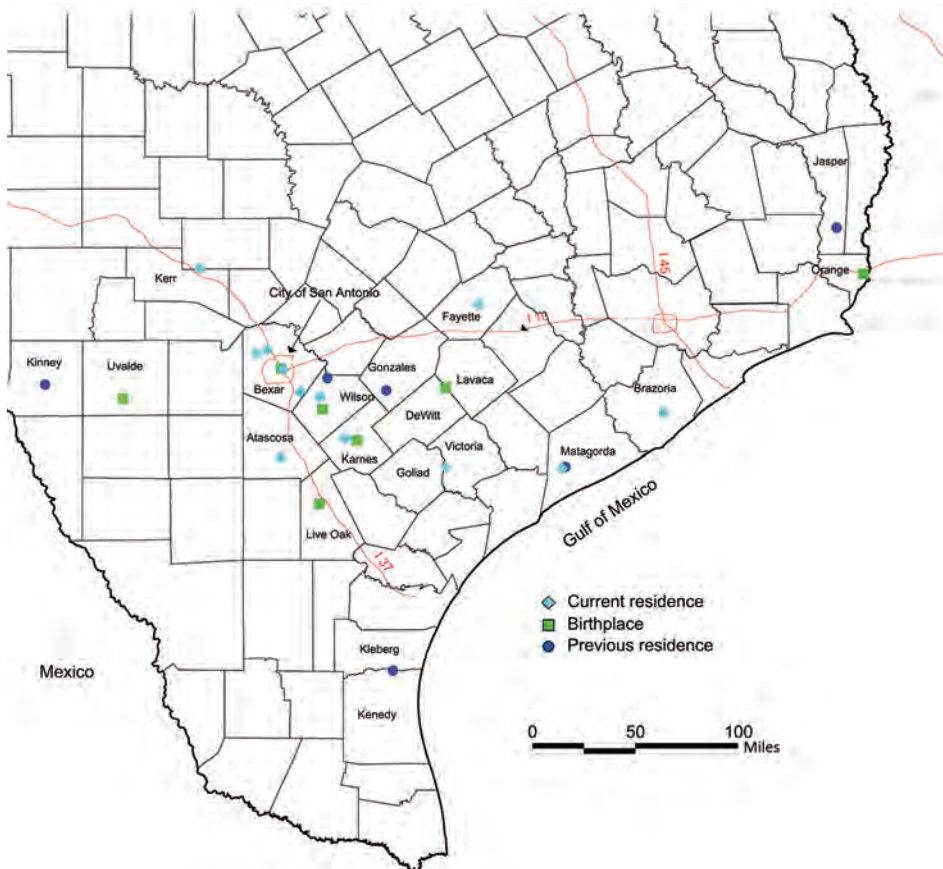 Jasper
Orange
I 45
Kerr
City of San Antonio
Fayette
I 10
Kinney
Uvalde
Bexar
Wilson
Gonzales
Lavaca
DeWitt
Brazoria
Atascosa
Karnes
Goliad
Victoria
Matagorda
Live Oak
I 37
Gulf of Mexico
Current residence
Birthplace
Previous residence
Kleberg
Mexico
Kenedy
0 50 100
Miles